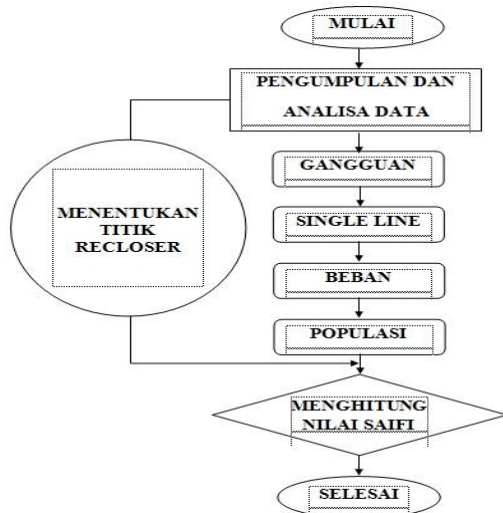 MULAI
PENGUMPULAN DAN
ANALISA DATA
GANGGUAN
MENENTUKAN
TITIK
RECLOSER
SINGLE LINE
BEBAN
POPULASI
MENGHITUNG
NILAI SAIFI
SELESAI